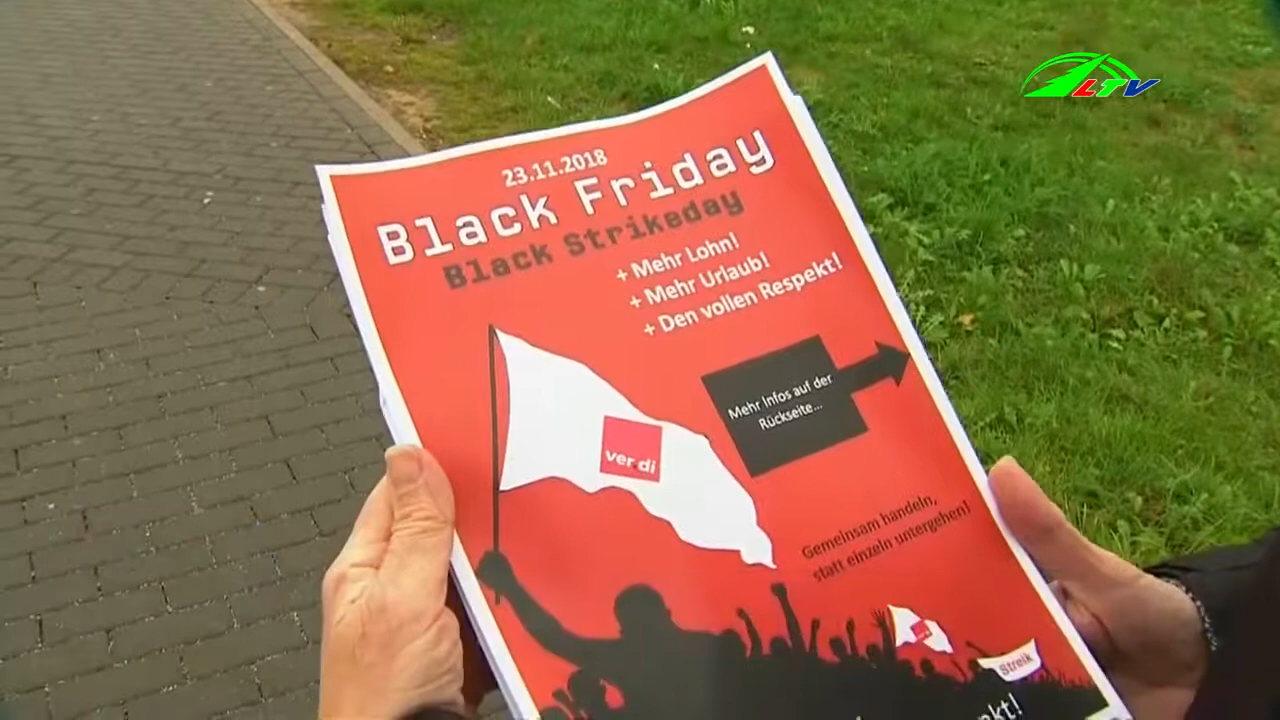 LTV
23.11.2018
Black Friday
Black Strikeday
+ Mehr Lohn!
+ Mehr Urlaub!
+ Den vollen Respekt!
Mehr Infos auf der
Rückseite...
ver.di
Gemeinsam handeln,
statt einzeln untergehen!
Streik